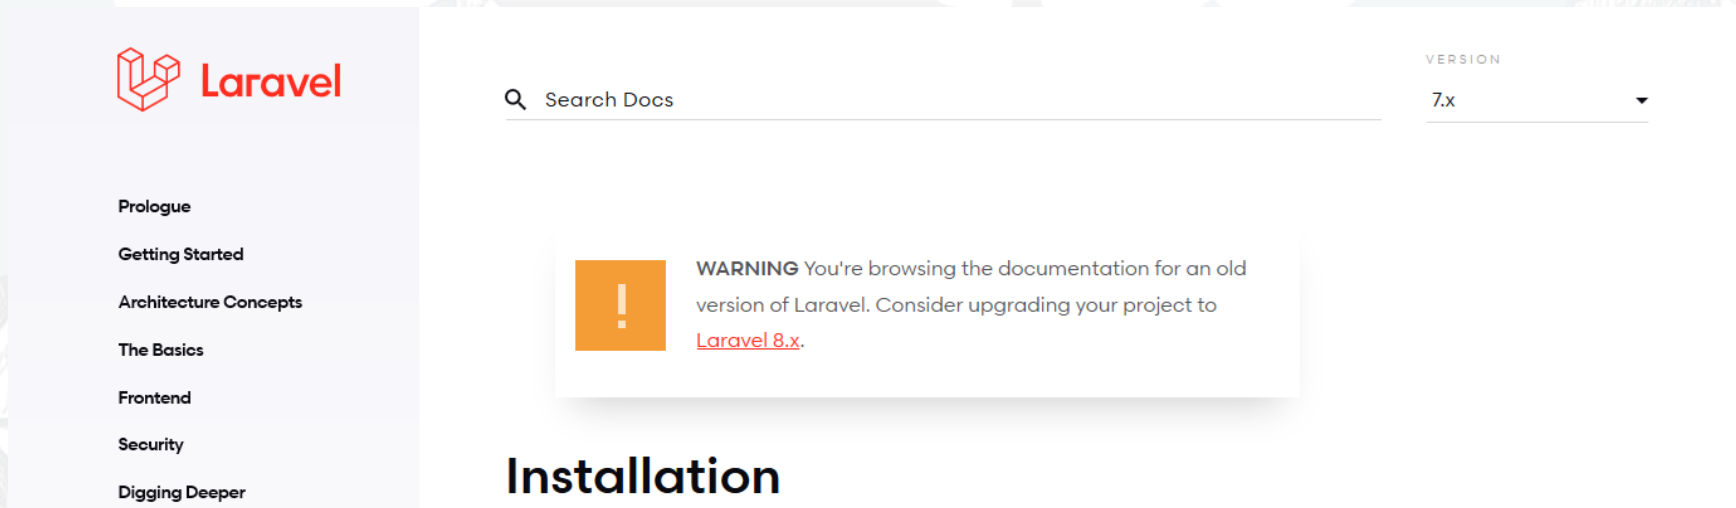 Laravel
Prologue
Getting Started
Architecture Concepts
The Basics
Frontend
Security
Digging Deeper
Search Docs
VERSION
7.x
WARNING You're browsing the documentation for an old
version of Laravel. Consider upgrading your project to
Laravel 8.x.
Installation